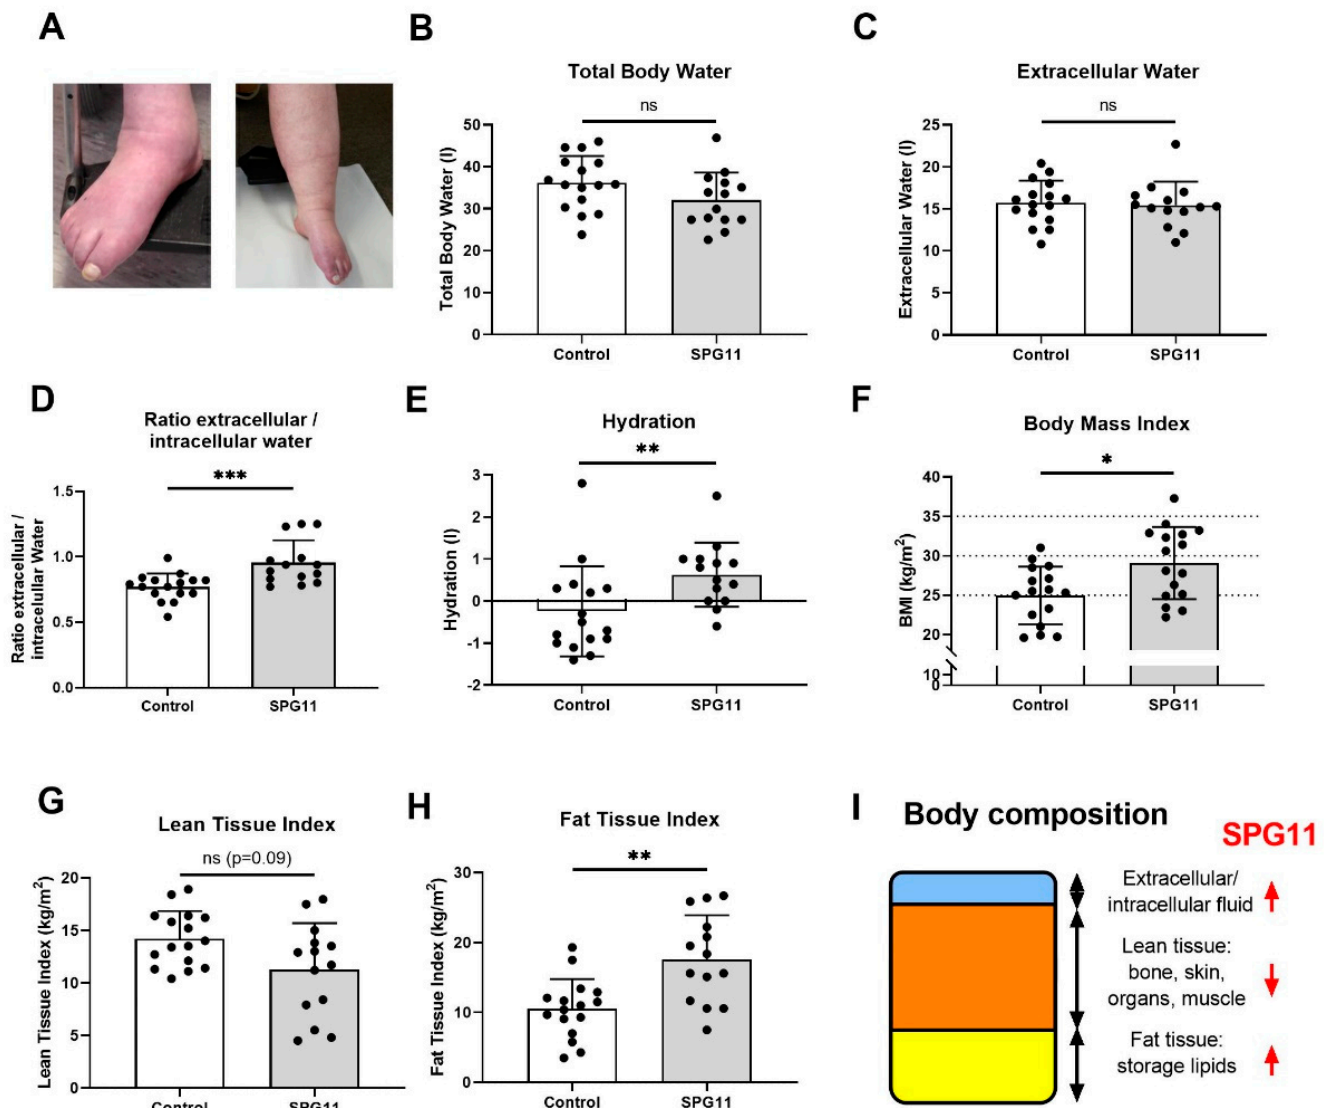 A
B
Total Body Water
ns
Total Body Water (l)
50
40
30
20
10
0
Control
SPG11
C
Extracellular Water
ns
Extracellular Water (l)
25
20
15
10
5
0
Control
SPG11
D
Ratio extracellular /
intracellular water
***
Ratio extracellular /
intracelullar Water
1.5
1.0
0.5
0.0
Control
SPG11
E
Hydration
**
Hydration (l)
3
2
1
0
-1
-2
Control
SPG11
F
Body Mass Index
*
BMI (kg/m²)
40
35
30
25
20
10
0
Control
SPG11
G
Lean Tissue Index
ns (p=0.09)
Lean Tissue Index (kg/m²)
20
15
10
5
0
Control
SPG11
H
Fat Tissue Index
**
Fat Tissue Index (kg/m²)
30
20
10
0
Control
SPG11
I
Body composition
SPG11
Extracellular/
intracellular fluid
Lean tissue:
bone, skin,
organs, muscle
Fat tissue:
storage lipids